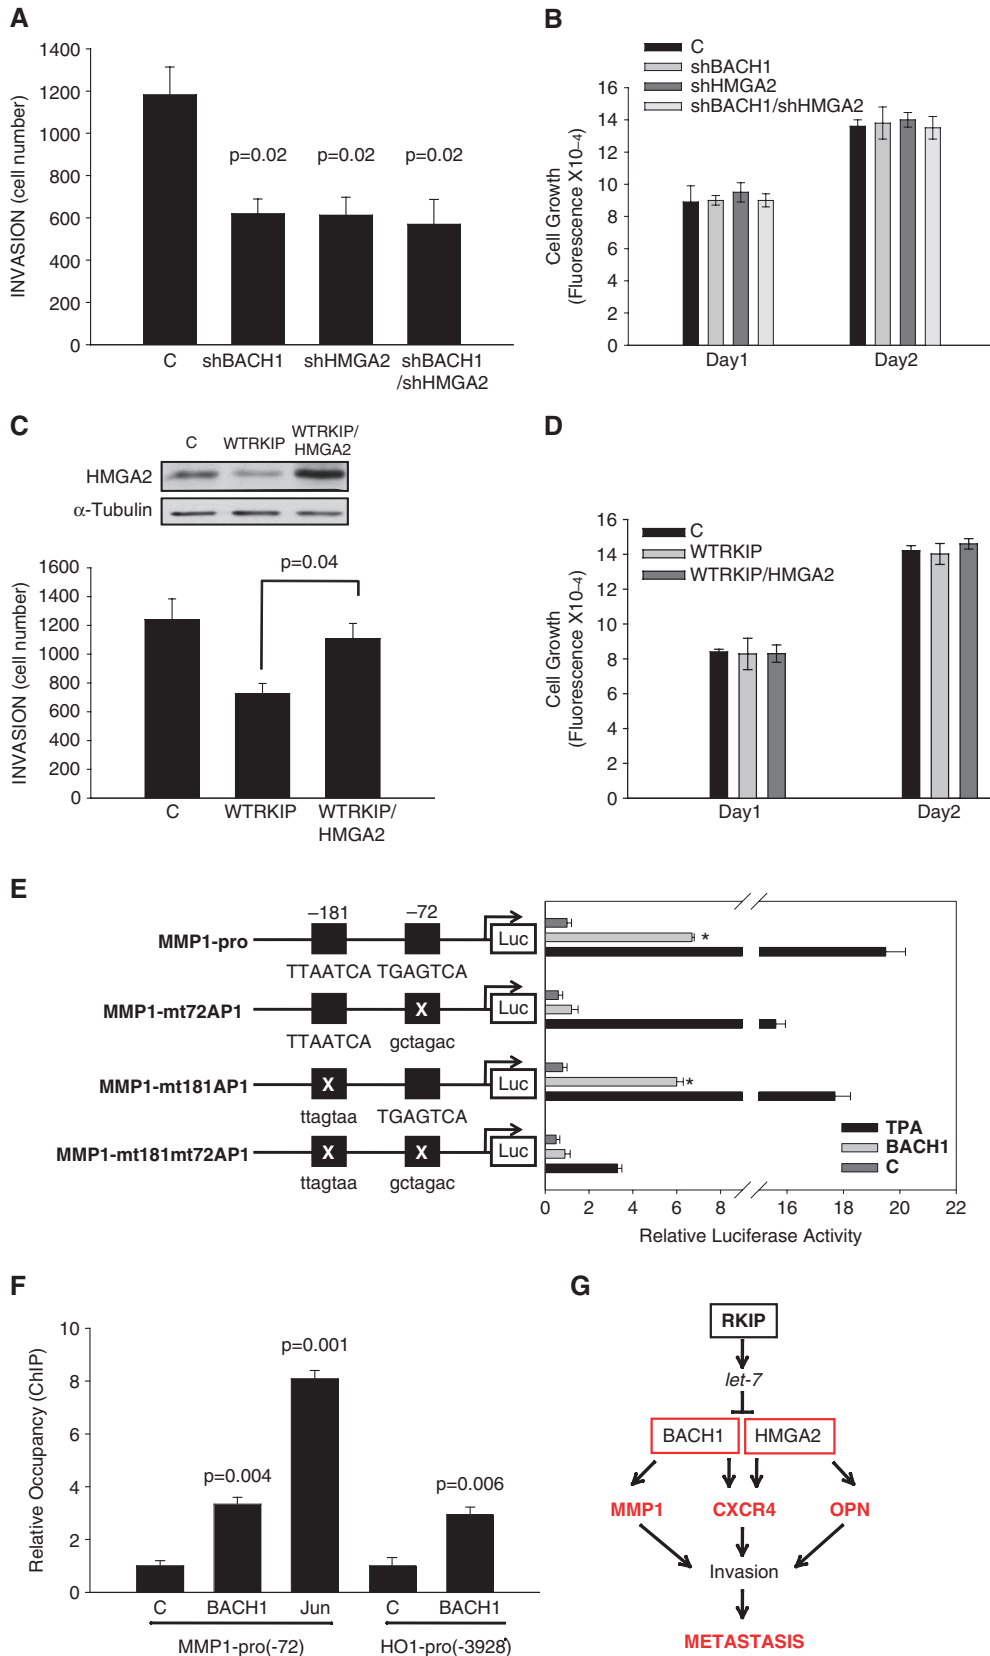 A
INVASION (cell number)
1400
1200
1000
800
600
400
200
0
p=0.02
p=0.02
p=0.02
C
shBACH1
shHMGA2
shBACH1
/shHMGA2
B
C
shBACH1
shHMGA2
shBACH1/shHMGA2
Cell Growth
(Fluorescence X10–4)
16
14
12
10
8
6
4
2
0
Day1
Day2
C
C
WTRKIP
WTRKIP/
HMGA2
HMGA2
α-Tubulin
INVASION (cell number)
1600
1400
1200
1000
800
600
400
200
0
p=0.04
C
WTRKIP
WTRKIP/
HMGA2
D
C
WTRKIP
WTRKIP/HMGA2
Cell Growth
(Fluorescence X10–4)
16
14
12
10
8
6
4
2
0
Day1
Day2
E
–181
–72
MMP1-pro
Luc
TTAATCA
TGAGTCA
*
MMP1-mt72AP1
X
Luc
TTAATCA
gctagac
MMP1-mt181AP1
X
Luc
ttagtaa
TGAGTCA
*
MMP1-mt181mt72AP1
X
X
Luc
ttagtaa
gctagac
TPA
BACH1
C
0
2
4
6
8
16
18
20
22
Relative Luciferase Activity
F
Relative Occupancy (ChIP)
10
8
6
4
2
0
p=0.004
p=0.001
p=0.006
C
BACH1
Jun
C
BACH1
MMP1-pro(-72)
HO1-pro(-3928)
G
RKIP
let-7
BACH1
HMGA2
MMP1
CXCR4
OPN
Invasion
METASTASIS